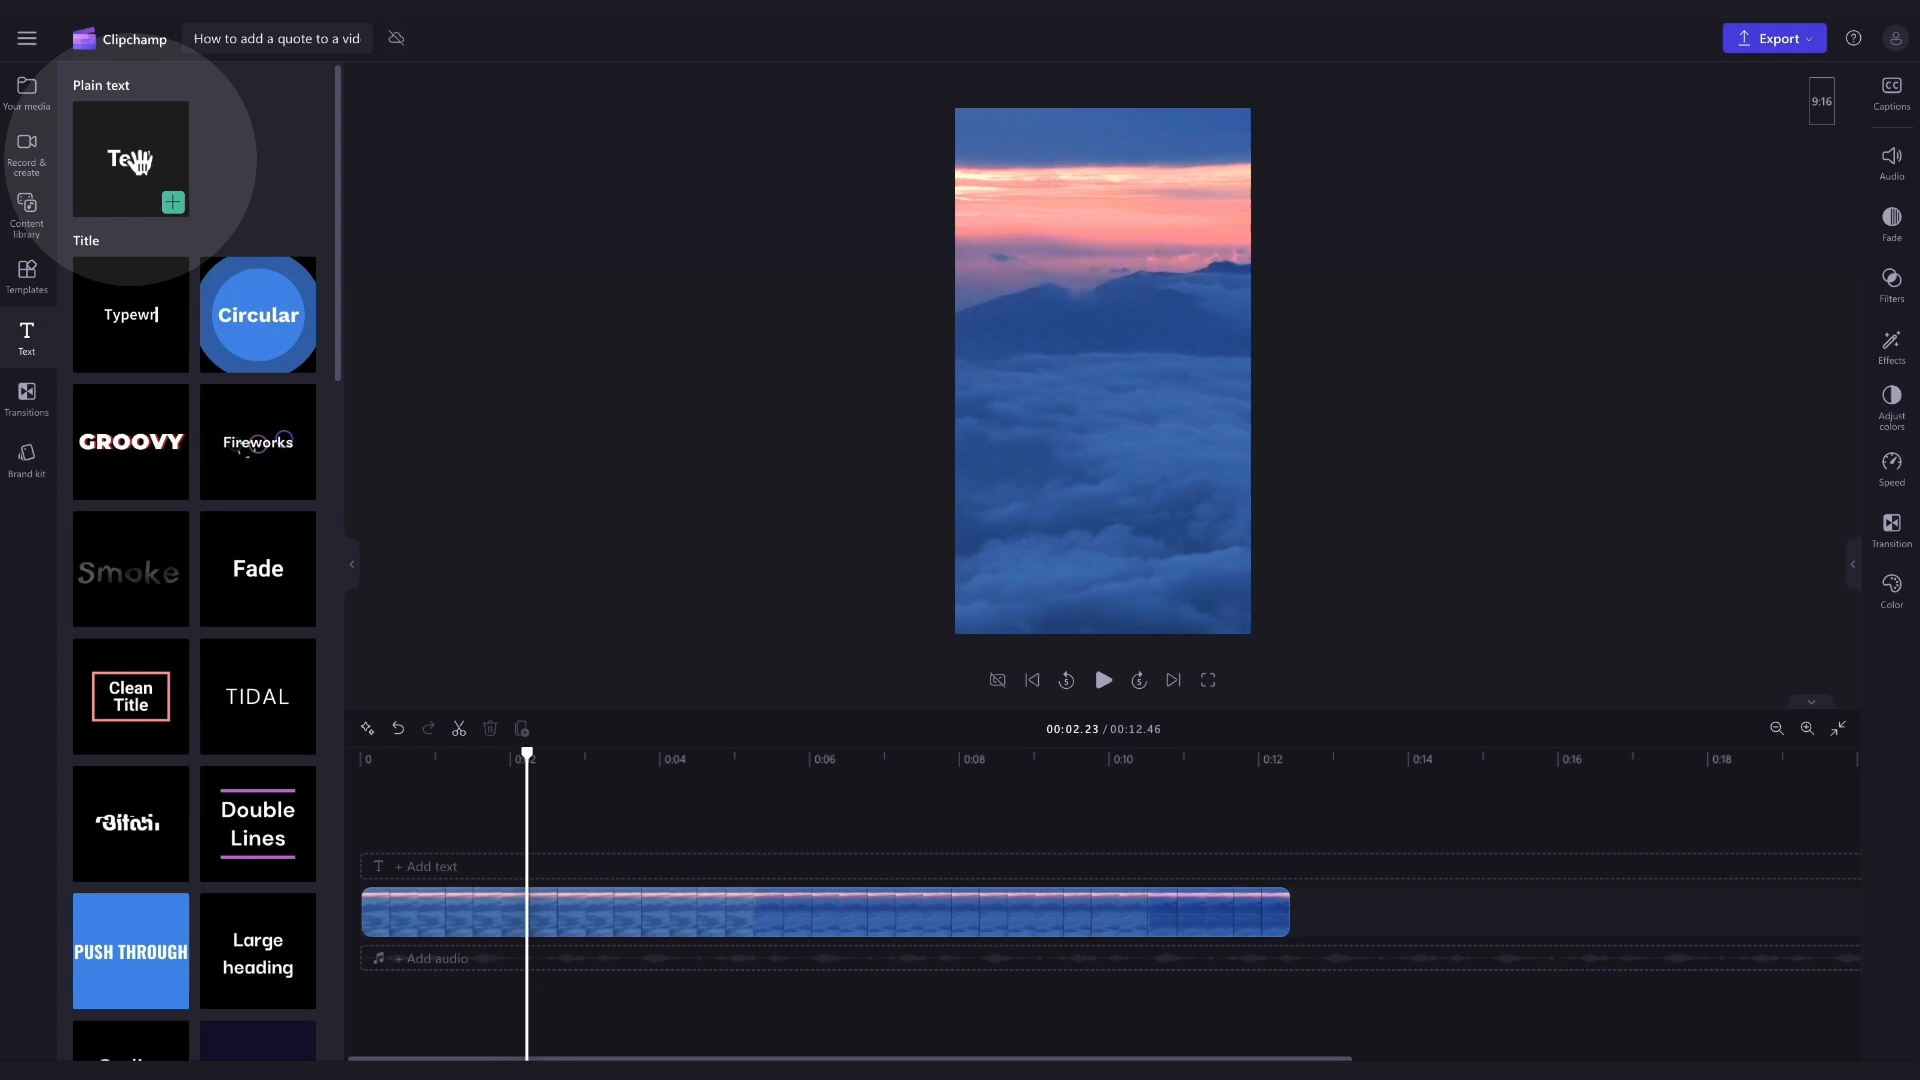 Clipchamp
How to add a quote to a vid
Export
Your media
Record &
create
Content
library
Templates
Text
Transitions
Brand kit
Plain text
Title
Typewr
Circular
GROOVY
Fireworks
Smoke
Fade
Clean
Title
TIDAL
Double
Lines
PUSH THROUGH
Large
heading
9:16
Captions
Audio
Fade
Filters
Effects
Adjust
colors
Speed
Transition
Color
5
5
00:02.23 / 00:12.46
0
0:04
0:06
0:08
0:10
0:12
0:14
0:16
0:18
T + Add text
+ Add audio